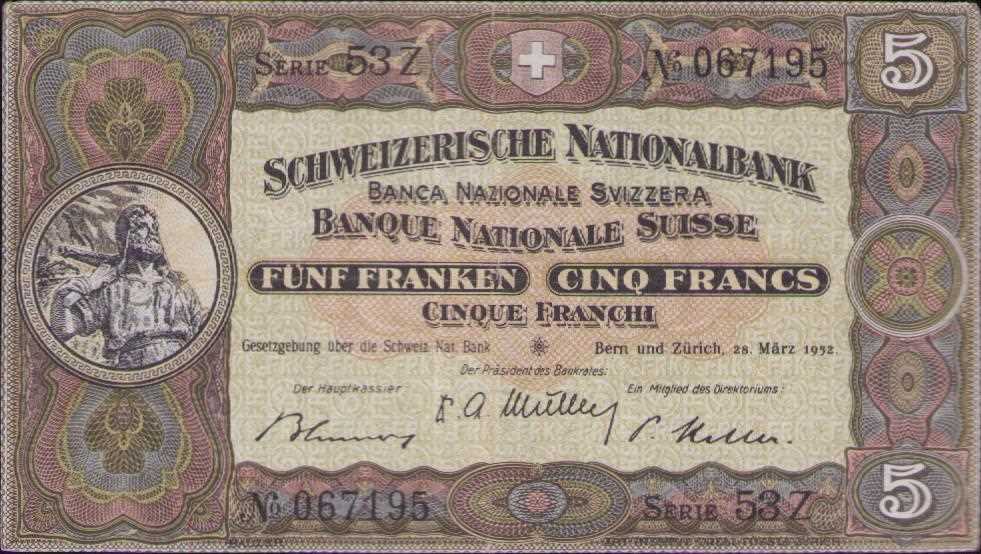 SERIE 53Z No 067195 5
SCHWEIZERISCHE NATIONALBANK
BANCA NAZIONALE SVIZZERA
BANQUE NATIONALE SUISSE
FÜNF FRANKEN CINQ FRANCS
CINQUE FRANCHI
Gesetzgebung über die Schweiz. Nat. Bank Bern und Zürich, 28. März 1952.
Der Präsident des Bankrates:
Der Hauptkassier: Ein Mitglied des Direktoriums:
No 067195 SERIE 53Z 5